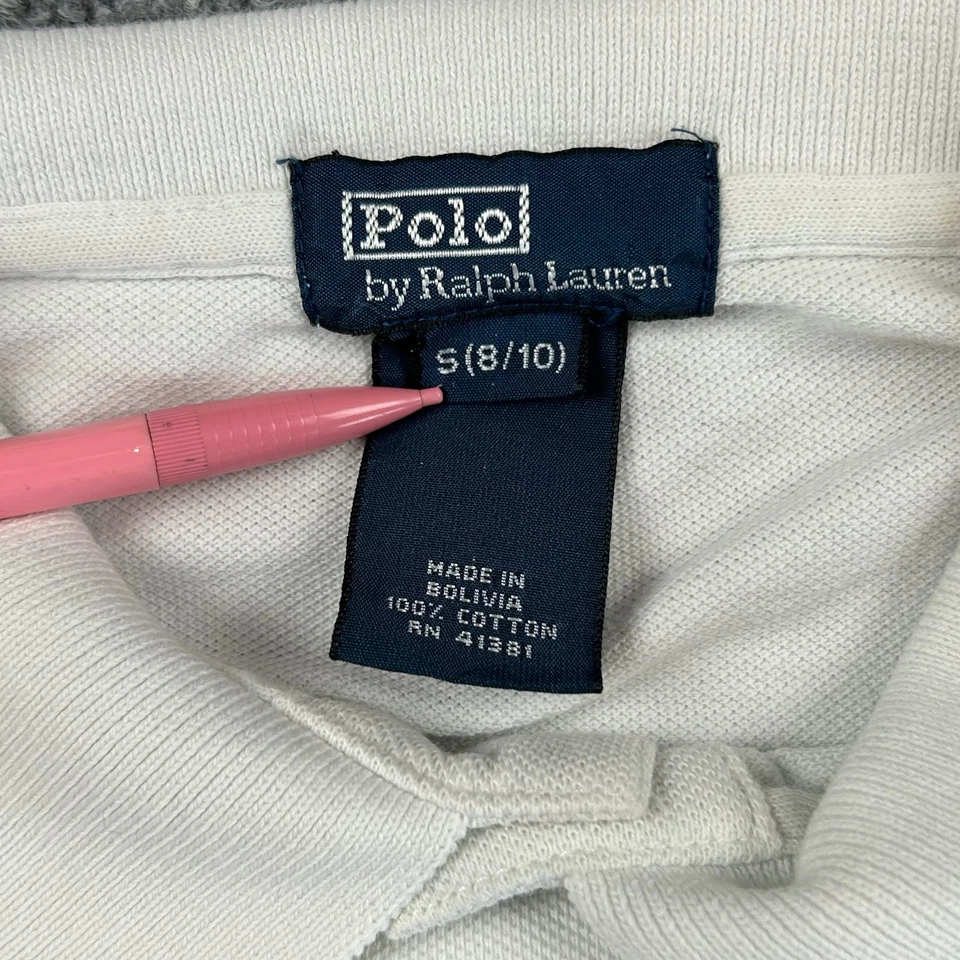 Polo
by Ralph Lauren
S(8/10)
MADE IN
BOLIVIA
100% COTTON
RN 41381